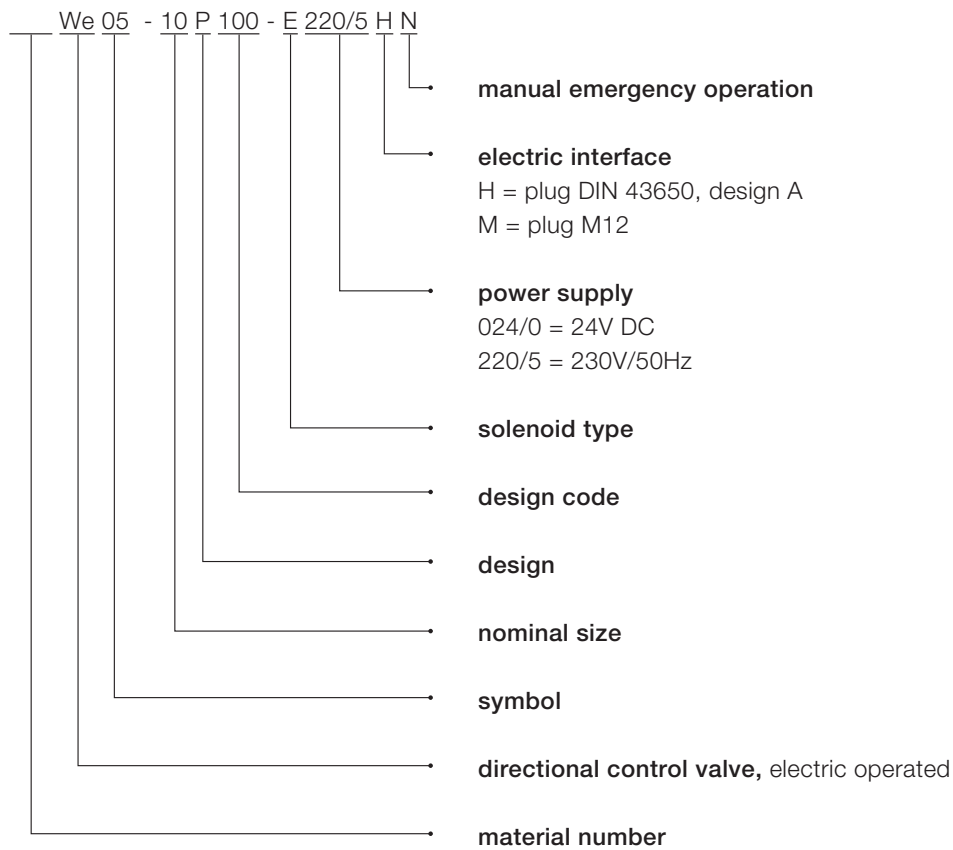 We 05 - 10 P 100 - E 220/5 H N
manual emergency operation
electric interface
H = plug DIN 43650, design A
M = plug M12
power supply
024/0 = 24V DC
220/5 = 230V/50Hz
solenoid type
design code
design
nominal size
symbol
directional control valve, electric operated
material number